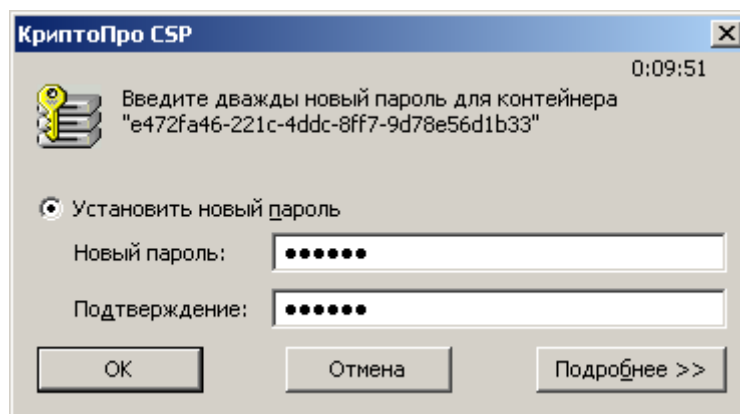 КриптоПро CSP
0:09:51
Введите дважды новый пароль для контейнера
"e472fa46-221c-4ddc-8ff7-9d78e56d1b33"
Установить новый пароль
Новый пароль: ●●●●●●
Подтверждение: ●●●●●●
ОК Отмена Подробнее >>